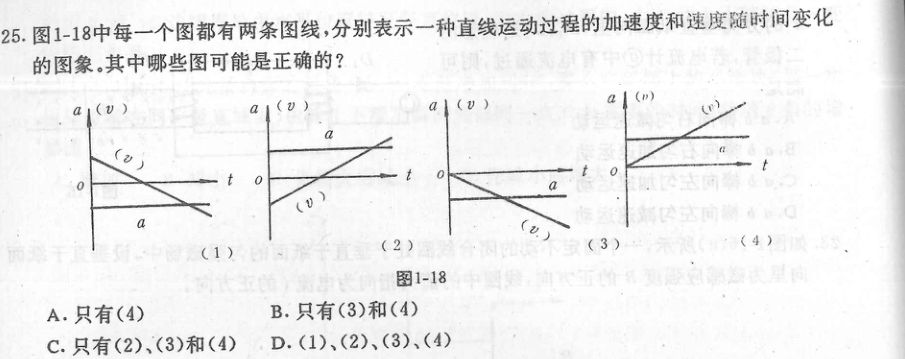 25. 图1-18中每一个图都有两条图线,分别表示一种直线运动过程的加速度和速度随时间变化
的图象。其中哪些图可能是正确的?
a (v) a (v) a (v) a (v)
(v) a (v)
o t o t o a t o a t
a (v) (v)
(1) (2) (3) (4)
图1-18
A. 只有(4) B. 只有(3)和(4)
C. 只有(2)、(3)和(4) D. (1)、(2)、(3)、(4)